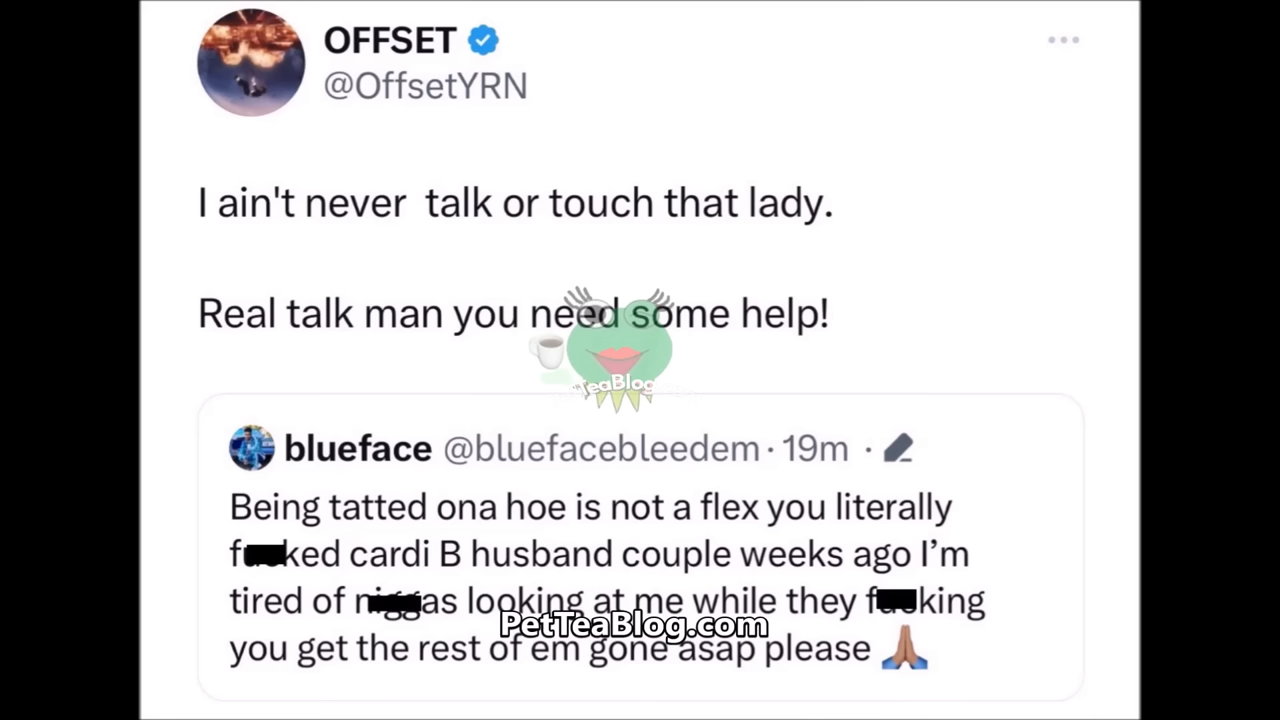 OFFSET
@OffsetYRN
I ain't never talk or touch that lady.
Real talk man you need some help!
TeaBlog
blueface @bluefacebleedem · 19m ·
Being tatted ona hoe is not a flex you literally
f ked cardi B husband couple weeks ago I’m
tired of niggas looking at me while they f king
PetTeaBlog.com
you get the rest of em gone asap please 🙏🏽